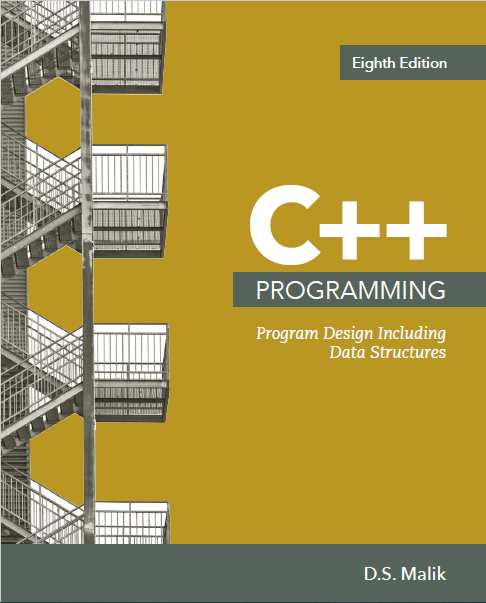 Eighth Edition
C++
PROGRAMMING
Program Design Including
Data Structures
D.S. Malik